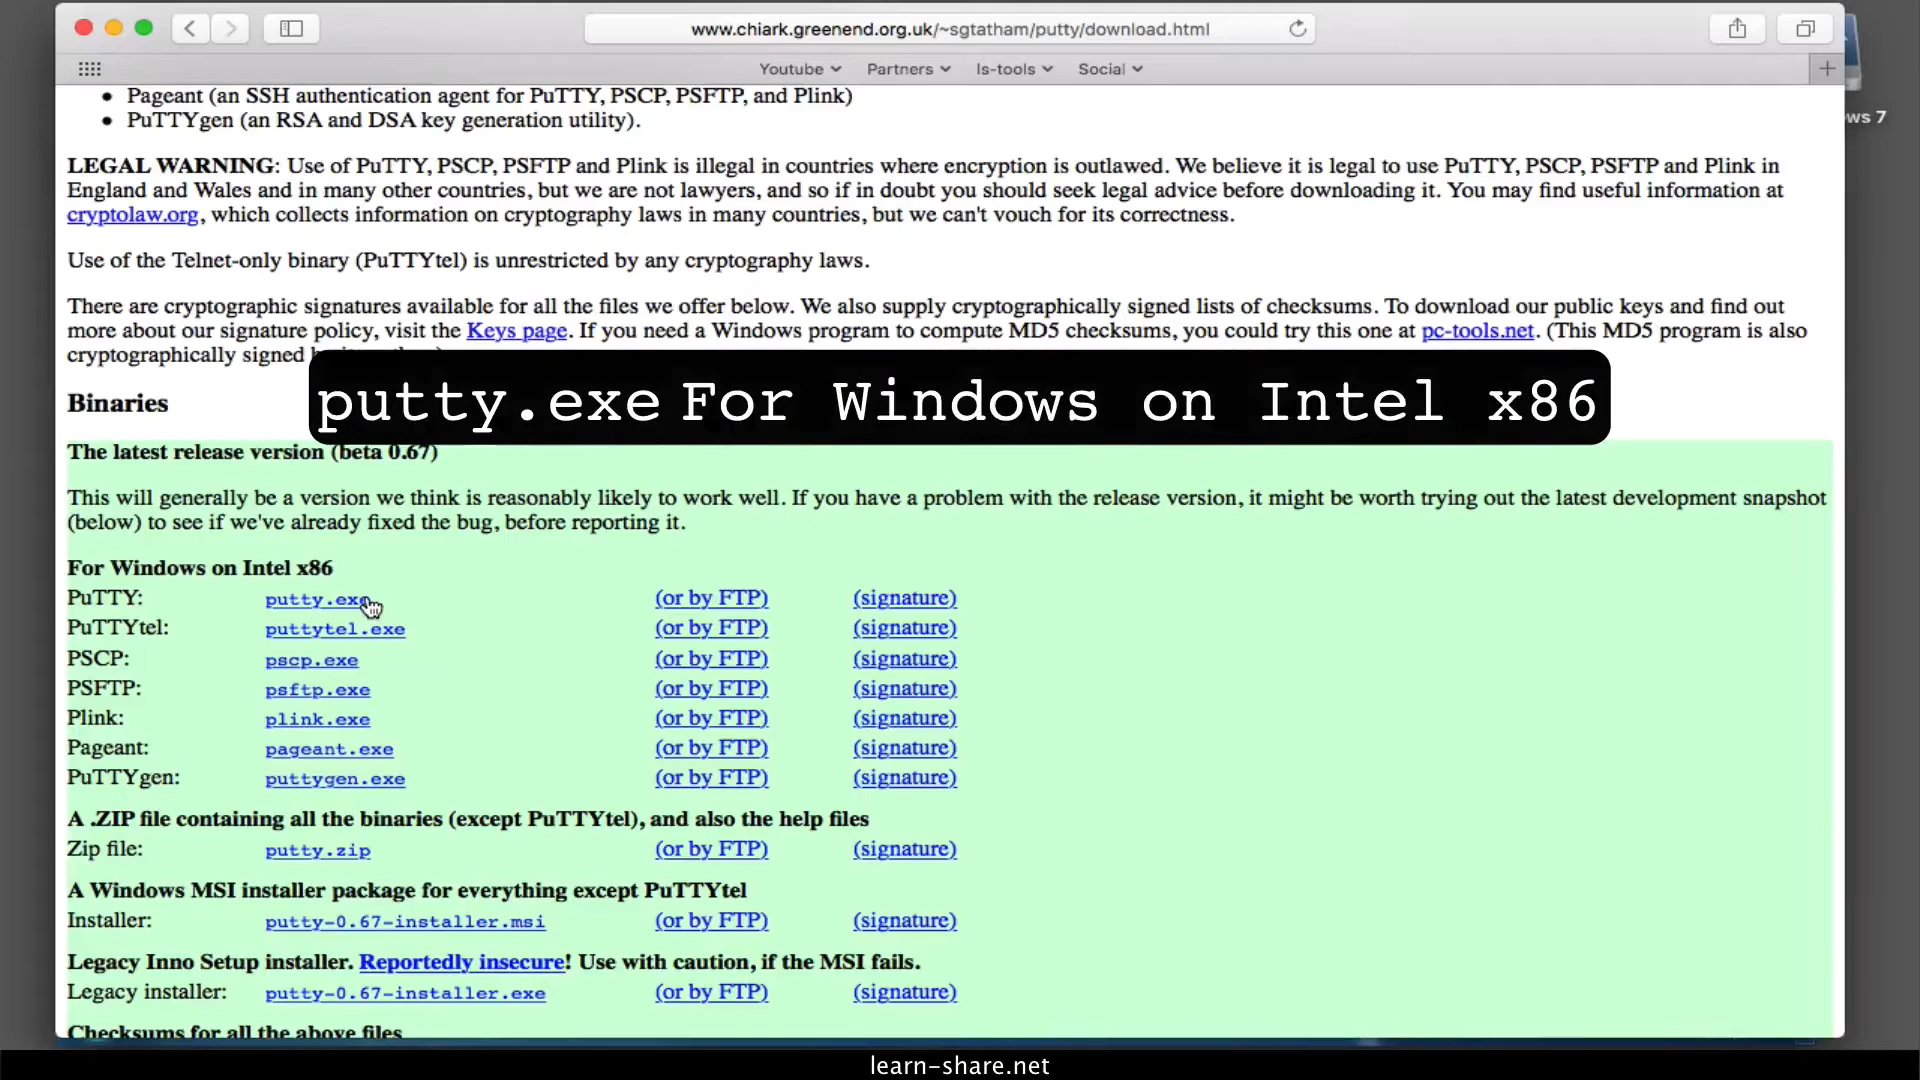 www.chiark.greenend.org.uk/~sgtatham/putty/download.html
Youtube Partners ls-tools Social
ws 7
Pageant (an SSH authentication agent for PuTTY, PSCP, PSFTP, and Plink)
PuTTYgen (an RSA and DSA key generation utility).
LEGAL WARNING: Use of PuTTY, PSCP, PSFTP and Plink is illegal in countries where encryption is outlawed. We believe it is legal to use PuTTY, PSCP, PSFTP and Plink in
England and Wales and in many other countries, but we are not lawyers, and so if in doubt you should seek legal advice before downloading it. You may find useful information at
cryptolaw.org, which collects information on cryptography laws in many countries, but we can't vouch for its correctness.
Use of the Telnet-only binary (PuTTYtel) is unrestricted by any cryptography laws.
There are cryptographic signatures available for all the files we offer below. We also supply cryptographically signed lists of checksums. To download our public keys and find out
more about our signature policy, visit the Keys page. If you need a Windows program to compute MD5 checksums, you could try this one at pc-tools.net. (This MD5 program is also
cryptographically signed
putty.exe For Windows on Intel x86
Binaries
The latest release version (beta 0.67)
This will generally be a version we think is reasonably likely to work well. If you have a problem with the release version, it might be worth trying out the latest development snapshot
(below) to see if we've already fixed the bug, before reporting it.
For Windows on Intel x86
PuTTY: putty.exe (or by FTP) (signature)
PuTTYtel: puttytel.exe (or by FTP) (signature)
PSCP: pscp.exe (or by FTP) (signature)
PSFTP: psftp.exe (or by FTP) (signature)
Plink: plink.exe (or by FTP) (signature)
Pageant: pageant.exe (or by FTP) (signature)
PuTTYgen: puttygen.exe (or by FTP) (signature)
A .ZIP file containing all the binaries (except PuTTYtel), and also the help files
Zip file: putty.zip (or by FTP) (signature)
A Windows MSI installer package for everything except PuTTYtel
Installer: putty-0.67-installer.msi (or by FTP) (signature)
Legacy Inno Setup installer. Reportedly insecure! Use with caution, if the MSI fails.
Legacy installer: putty-0.67-installer.exe (or by FTP) (signature)
Checksums for all the above files
learn-share.net